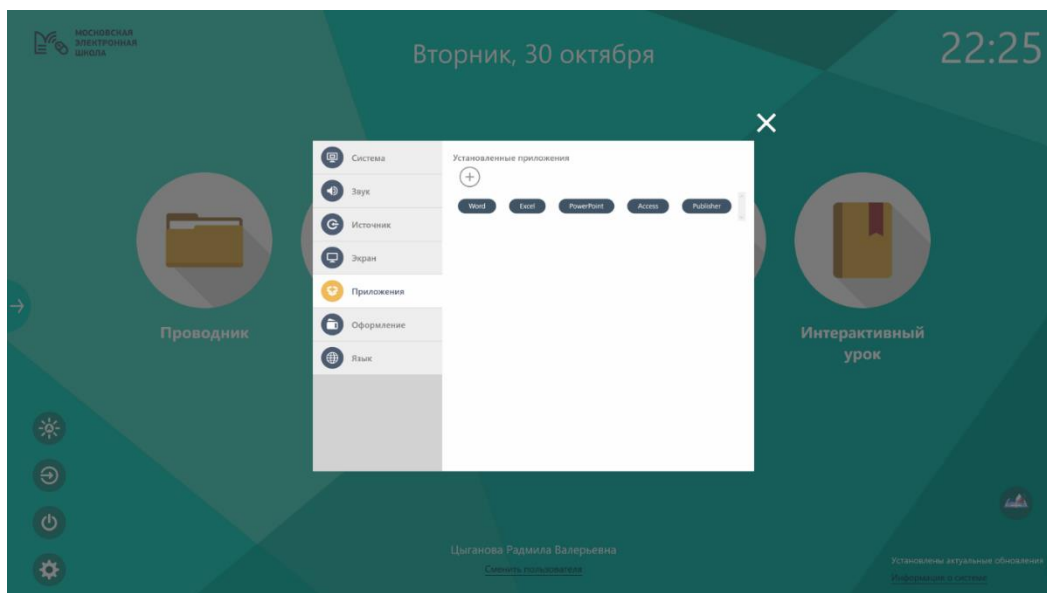 МОСКОВСКАЯ
ЭЛЕКТРОННАЯ
ШКОЛА
Вторник, 30 октября
22:25
Система
Звук
Источник
Экран
Приложения
Оформление
Язык
Установленные приложения
Word Excel PowerPoint Access Publisher
Проводник
Интерактивный
урок
Цыганова Радмила Валерьевна
Сменить пользователя
Установлены актуальные обновления
Информация о системе